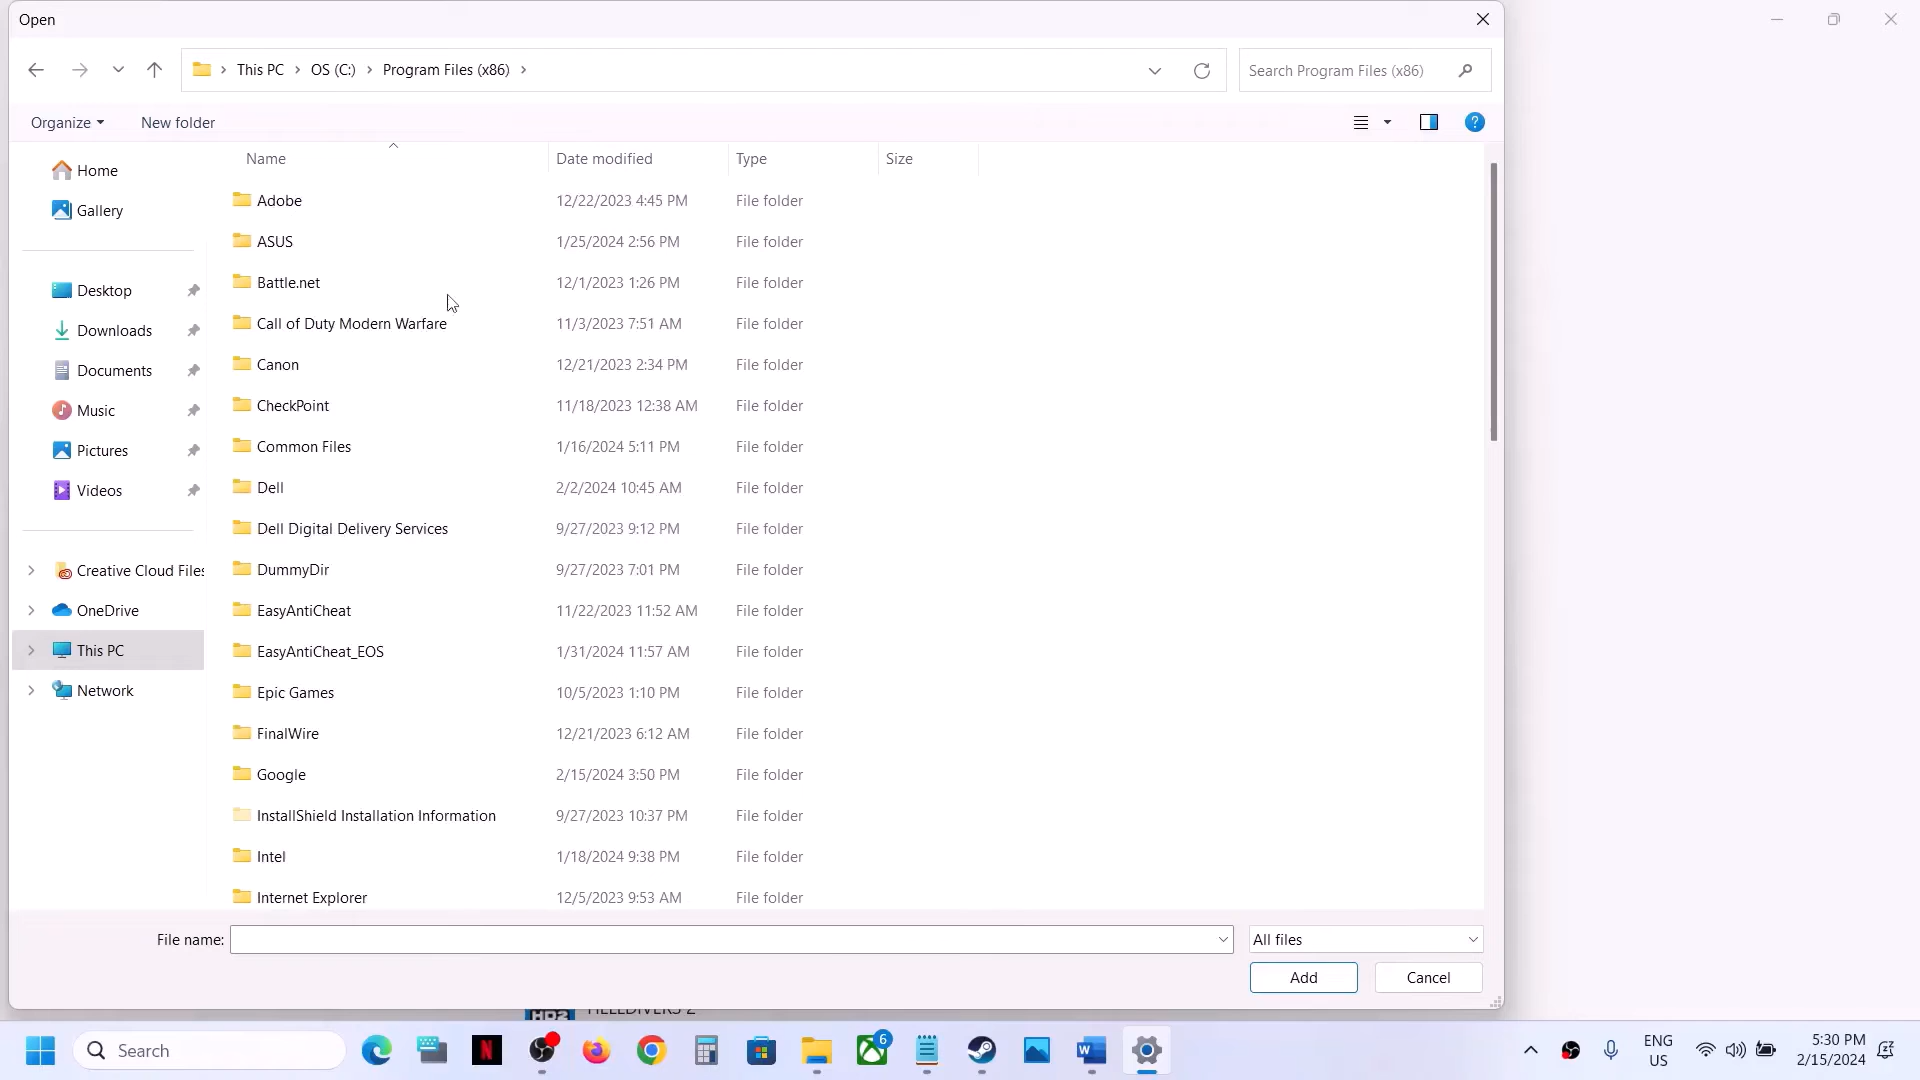 Open
This PC > OS (C:) > Program Files (x86) >
Search Program Files (x86)
Organize
New folder
Name Date modified Type Size
Home
Gallery
Desktop
Downloads
Documents
Music
Pictures
Videos
Creative Cloud Files
OneDrive
This PC
Network
Adobe 12/22/2023 4:45 PM File folder
ASUS 1/25/2024 2:56 PM File folder
Battle.net 12/1/2023 1:26 PM File folder
Call of Duty Modern Warfare 11/3/2023 7:51 AM File folder
Canon 12/21/2023 2:34 PM File folder
CheckPoint 11/18/2023 12:38 AM File folder
Common Files 1/16/2024 5:11 PM File folder
Dell 2/2/2024 10:45 AM File folder
Dell Digital Delivery Services 9/27/2023 9:12 PM File folder
DummyDir 9/27/2023 7:01 PM File folder
EasyAntiCheat 11/22/2023 11:52 AM File folder
EasyAntiCheat_EOS 1/31/2024 11:57 AM File folder
Epic Games 10/5/2023 1:10 PM File folder
FinalWire 12/21/2023 6:12 AM File folder
Google 2/15/2024 3:50 PM File folder
InstallShield Installation Information 9/27/2023 10:37 PM File folder
Intel 1/18/2024 9:38 PM File folder
Internet Explorer 12/5/2023 9:53 AM File folder
File name:
All files
Add
Cancel
HD2 HELLDIVERS 2
Search
6
ENG
US
5:30 PM
2/15/2024